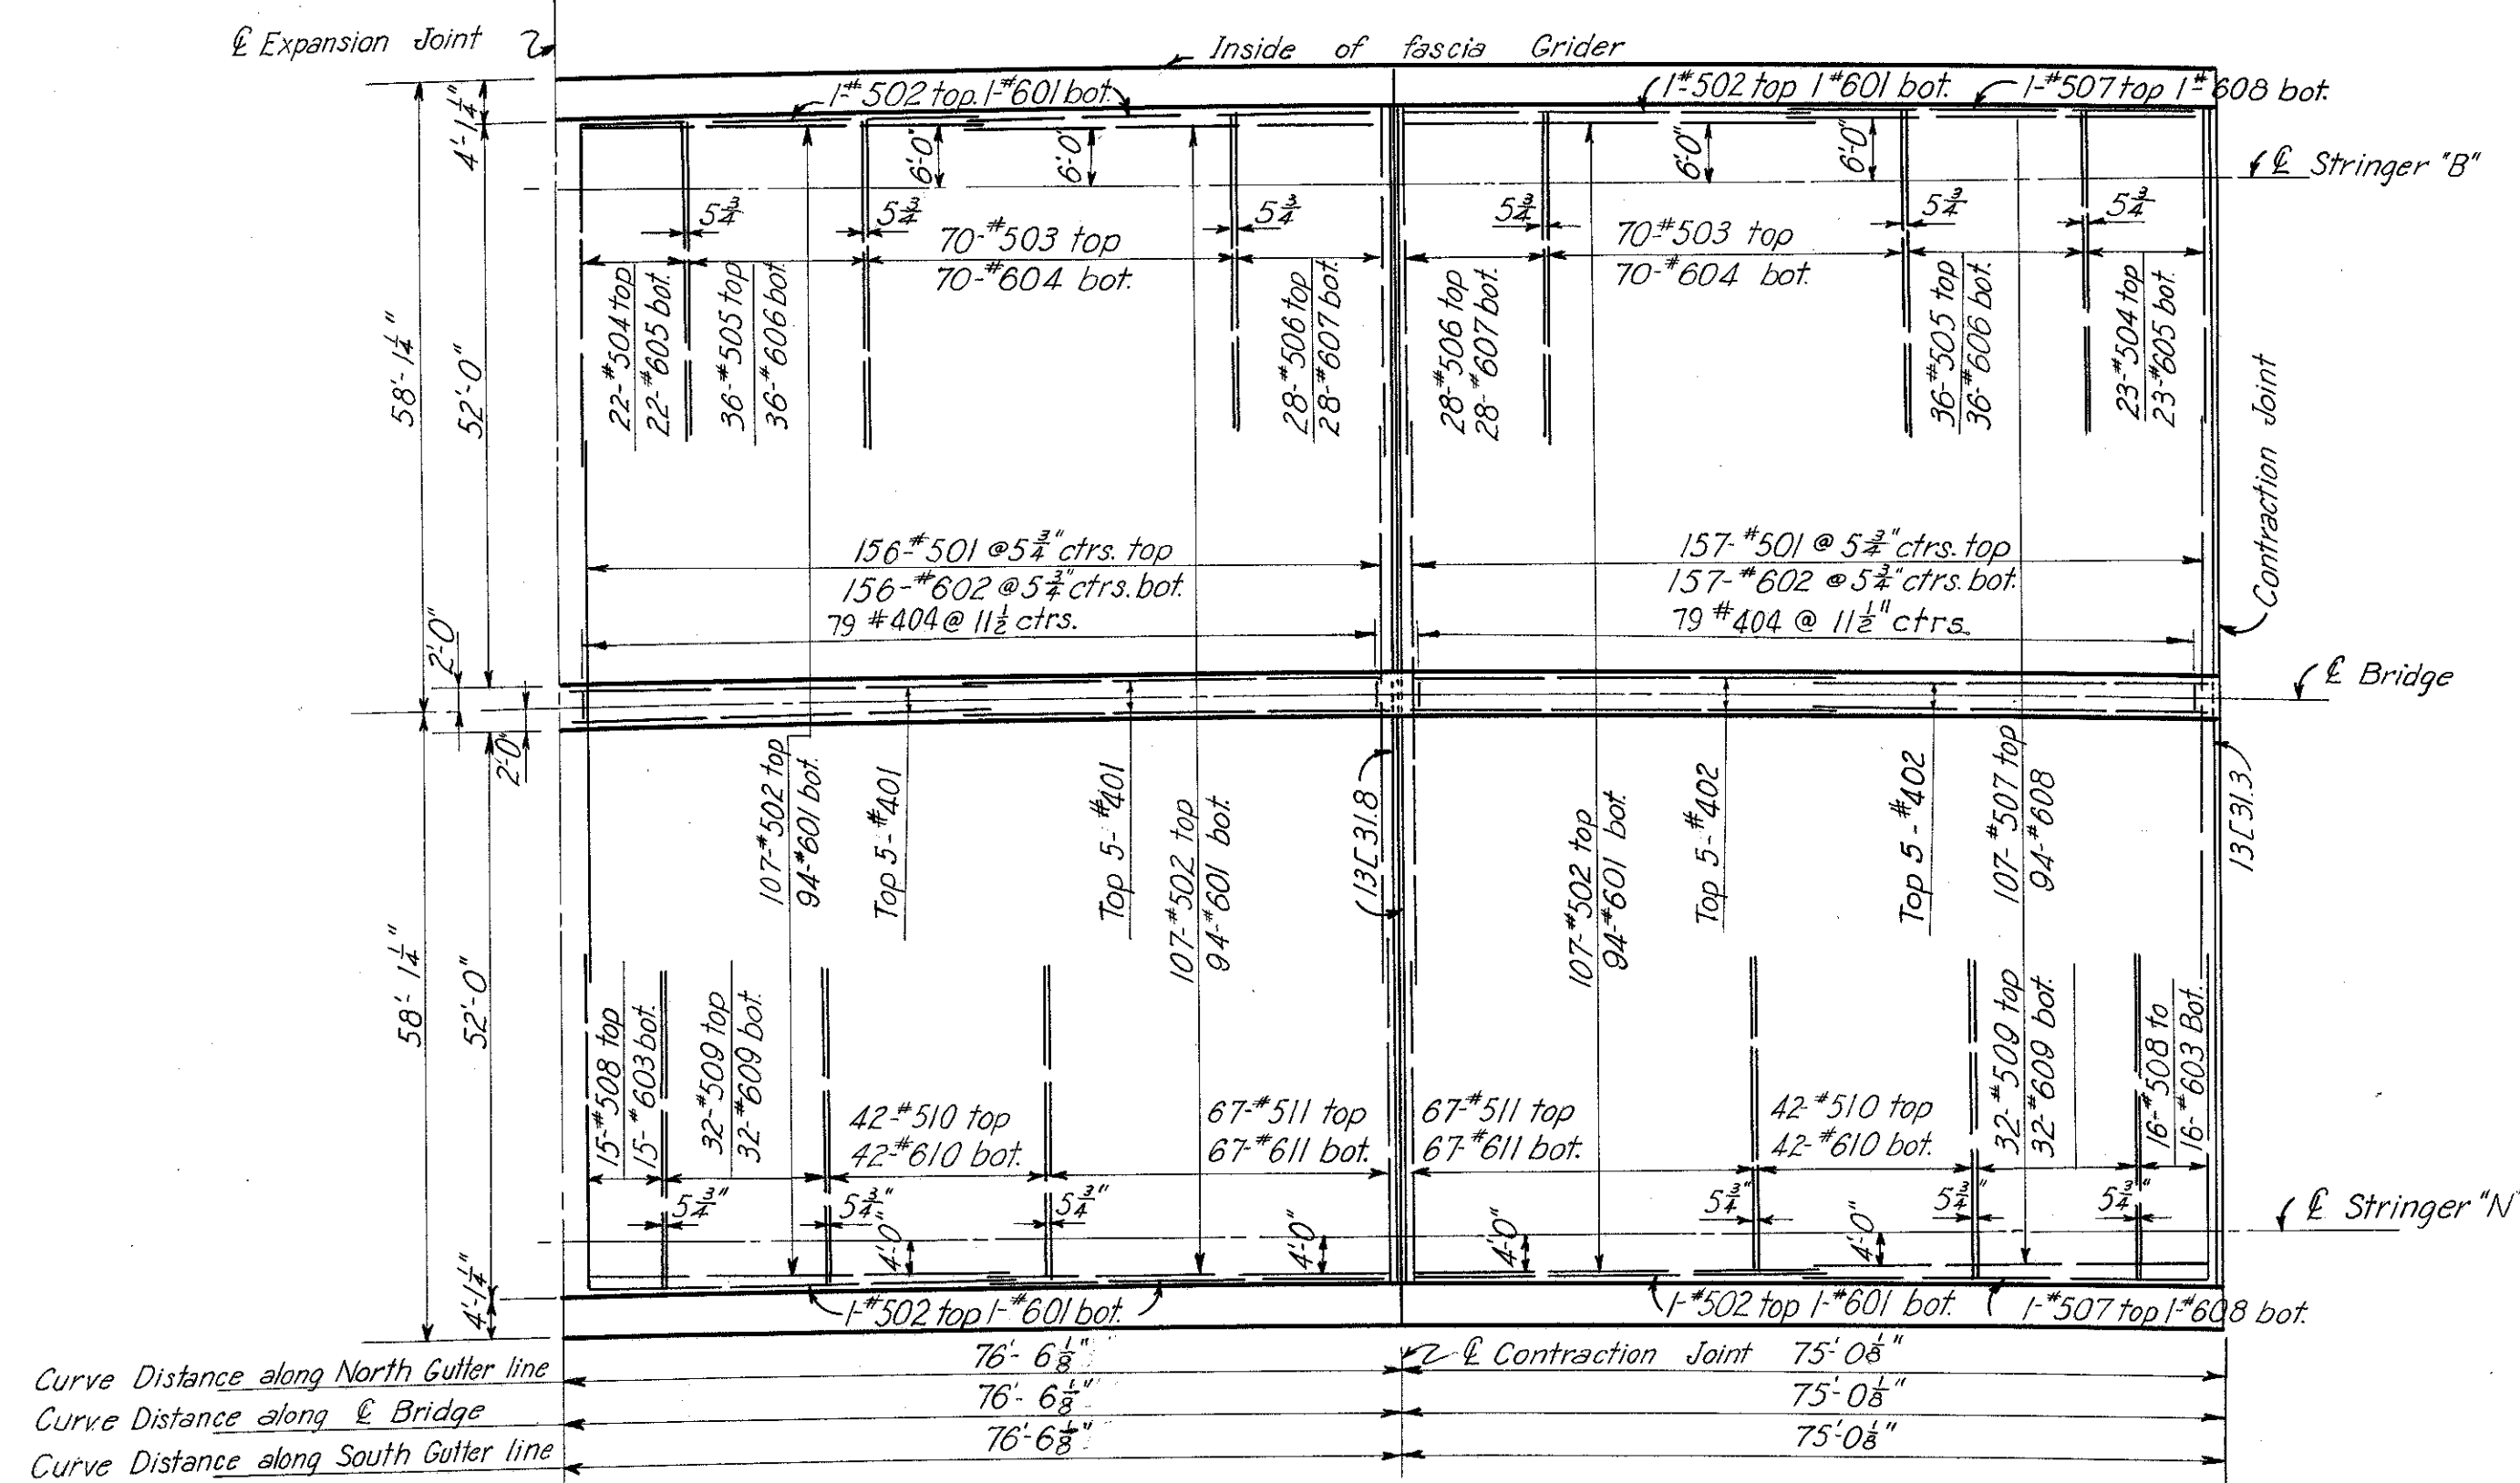 ℄ Expansion Joint
Inside of fascia Grider
1-#502 top. 1-#601 bot.
1-#502 top 1 #601 bot.
1-#507 top 1-#608 bot.
4'-1¼"
6'-0"
6'-0"
6'-0"
6'-0"
℄ Stringer "B"
5¾
5¾
5¾
5¾
5¾
5¾
70-#503 top
70-#604 bot.
70-#503 top
70-#604 bot.
22-#504 top
22-#605 bot.
36-#505 top
36-#606 bot.
28-#506 top
28-#607 bot.
28-#506 top
28-#607 bot.
36-#505 top
36-#606 bot.
23-#504 top
23-#605 bot.
58'-1¼"
52'-0"
Contraction Joint
156-#501 @ 5¾" ctrs. top
156-#602 @ 5¾" ctrs. bot.
79 #404 @ 11½ ctrs.
157-#501 @ 5¾" ctrs. top
157-#602 @ 5¾" ctrs. bot.
79 #404 @ 11½" ctrs.
2'-0"
℄ Bridge
2'-0"
107-#502 top
94-#601 bot.
Top 5-#401
Top 5-#401
107-#502 top
94-#601 bot.
13[31.8
107-#502 top
94-#601 bot.
Top 5-#402
Top 5-#402
107-#507 top
94-#608
13[31.3
58'-1¼"
52'-0"
15-#508 top
15-#603 bot.
32-#509 top
32-#609 bot.
42-#510 top
42-#610 bot.
67-#511 top
67-#611 bot.
67-#511 top
67-#611 bot.
42-#510 top
42-#610 bot.
32-#509 top
32-#609 bot.
16-#508 to
16-#603 Bot.
5¾"
5¾"
5¾"
5¾"
5¾"
5¾"
4'-0"
4'-0"
4'-0"
4'-0"
℄ Stringer "N"
4'-1¼"
1-#502 top 1-#601 bot.
1-#502 top 1-#601 bot.
1-#507 top 1-#608 bot.
℄ Contraction Joint
Curve Distance along North Gutter line
76'-6⅛"
75'-0⅛"
Curve Distance along ℄ Bridge
76'-6⅛"
75'-0⅛"
Curve Distance along South Gutter line
76'-6⅛"
75'-0⅛"